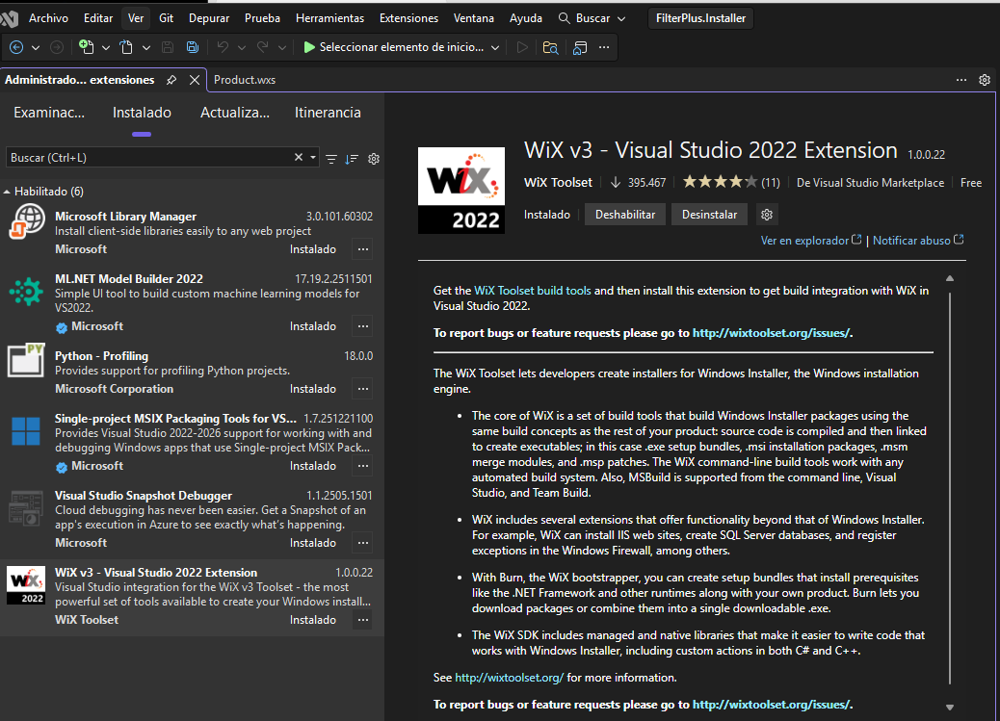 Archivo Editar Ver Git Depurar Prueba Herramientas Extensiones Ventana Ayuda Buscar FilterPlus.Installer
Seleccionar elemento de inicio...
Administrado... extensiones Product.wxs
Examinac... Instalado Actualiza... Itinerancia
Buscar (Ctrl+L)
Habilitado (6)
Microsoft Library Manager 3.0.101.60302
Install client-side libraries easily to any web project
Microsoft Instalado
ML.NET Model Builder 2022 17.19.2.2511501
Simple UI tool to build custom machine learning models for
VS2022.
Microsoft Instalado
PY
Python - Profiling 18.0.0
Provides support for profiling Python projects.
Microsoft Corporation Instalado
Single-project MSIX Packaging Tools for VS... 1.7.251221100
Provides Visual Studio 2022-2026 support for working with and
debugging Windows apps that use Single-project MSIX Pack...
Microsoft Instalado
Visual Studio Snapshot Debugger 1.1.2505.1501
Cloud debugging has never been easier. Get a Snapshot of an
app's execution in Azure to see exactly what's happening.
Microsoft Instalado
WiX
2022
WiX v3 - Visual Studio 2022 Extension 1.0.0.22
Visual Studio integration for the WiX v3 Toolset - the most
powerful set of tools available to create your Windows install...
WiX Toolset Instalado
WiX
2022
WiX v3 - Visual Studio 2022 Extension 1.0.0.22
WiX Toolset 395.467 (11) De Visual Studio Marketplace Free
Instalado Deshabilitar Desinstalar
Ver en explorador | Notificar abuso
Get the WiX Toolset build tools and then install this extension to get build integration with WiX in
Visual Studio 2022.
To report bugs or feature requests please go to http://wixtoolset.org/issues/.
The WiX Toolset lets developers create installers for Windows Installer, the Windows installation
engine.
• The core of WiX is a set of build tools that build Windows Installer packages using the
same build concepts as the rest of your product: source code is compiled and then linked
to create executables; in this case .exe setup bundles, .msi installation packages, .msm
merge modules, and .msp patches. The WiX command-line build tools work with any
automated build system. Also, MSBuild is supported from the command line, Visual
Studio, and Team Build.
• WiX includes several extensions that offer functionality beyond that of Windows Installer.
For example, WiX can install IIS web sites, create SQL Server databases, and register
exceptions in the Windows Firewall, among others.
• With Burn, the WiX bootstrapper, you can create setup bundles that install prerequisites
like the .NET Framework and other runtimes along with your own product. Burn lets you
download packages or combine them into a single downloadable .exe.
• The WiX SDK includes managed and native libraries that make it easier to write code that
works with Windows Installer, including custom actions in both C# and C++.
See http://wixtoolset.org/ for more information.
To report bugs or feature requests please go to http://wixtoolset.org/issues/.